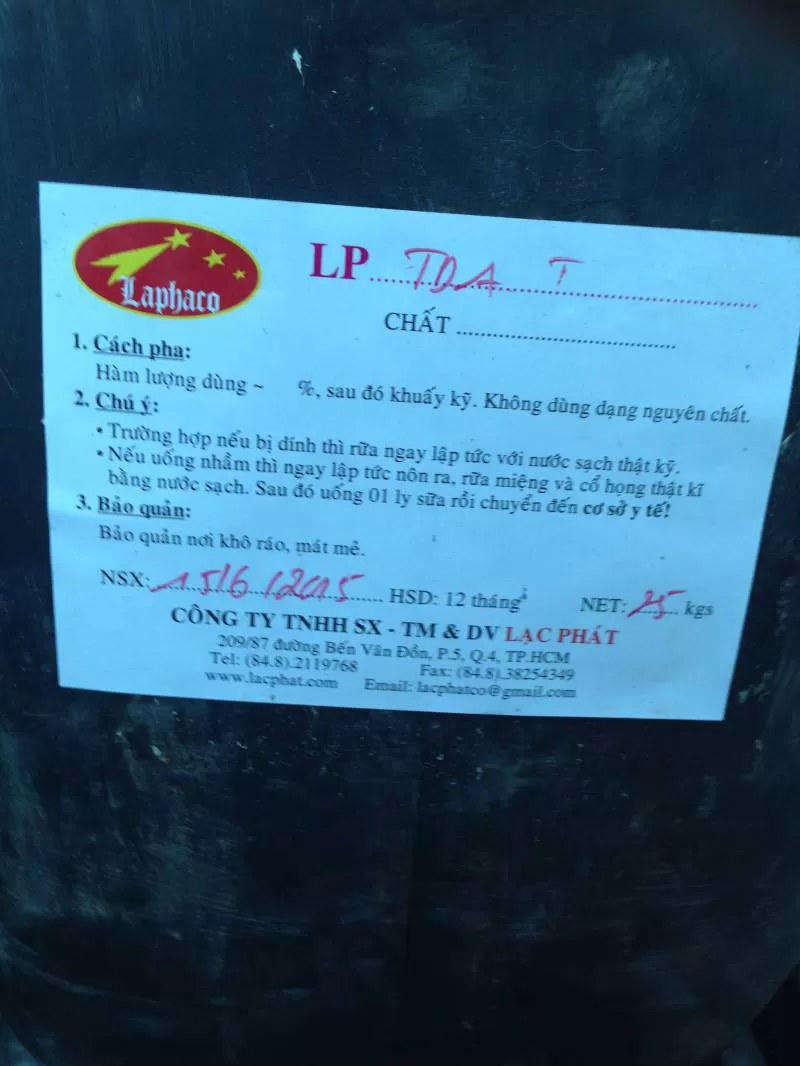 Laphaco
LP..... TDA T
CHẤT .....
1. Cách pha:
Hàm lượng dùng ~ %, sau đó khuấy kỹ. Không dùng dạng nguyên chất.
2. Chú ý:
• Trường hợp nếu bị dính thì rữa ngay lập tức với nước sạch thật kỹ.
• Nếu uống nhầm thì ngay lập tức nôn ra, rữa miệng và cổ họng thật kĩ
bằng nước sạch. Sau đó uống 01 ly sữa rồi chuyển đến cơ sở y tế!
3. Bảo quản:
Bảo quản nơi khô ráo, mát mẻ.
NSX: 15/6/2015 HSD: 12 tháng NET: 25 kgs
CÔNG TY TNHH SX - TM & DV LẠC PHÁT
209/87 đường Bến Vân Đồn, P.5, Q.4, TP.HCM
Tel: (84.8).2119768 Fax: (84.8).38254349
www.lacphat.com Email: lacphatco@gmail.com